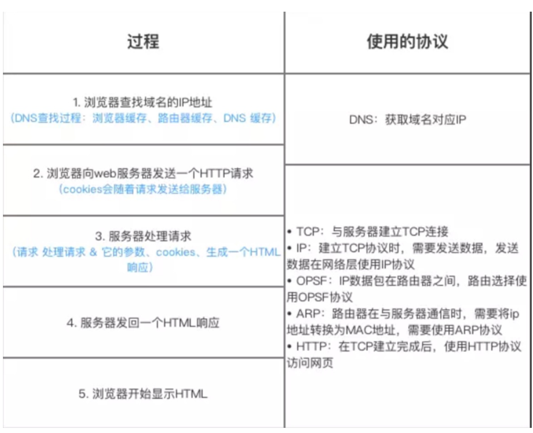 过程
使用的协议
1. 浏览器查找域名的IP地址
（DNS查找过程：浏览器缓存、路由器缓存、DNS 缓存）
DNS：获取域名对应IP
2. 浏览器向web服务器发送一个HTTP请求
（cookies会随着请求发送给服务器）
3. 服务器处理请求
（请求 处理请求 & 它的参数、cookies、生成一个HTML
响应）
4. 服务器发回一个HTML响应
5. 浏览器开始显示HTML
• TCP：与服务器建立TCP连接
• IP：建立TCP协议时，需要发送数据，发送
数据在网络层使用IP协议
• OPSF：IP数据包在路由器之间，路由选择使
用OPSF协议
• ARP：路由器在与服务器通信时，需要将ip
地址转换为MAC地址，需要使用ARP协议
• HTTP：在TCP建立完成后，使用HTTP协议
访问网页